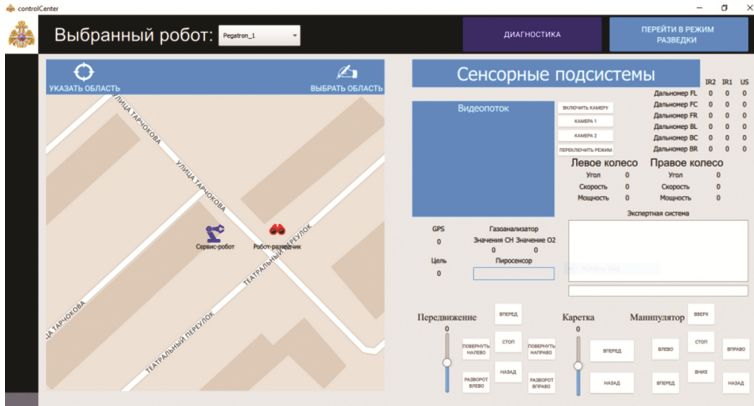 controlCenter
Выбранный робот: Pegatron_1
ДИАГНОСТИКА
ПЕРЕЙТИ В РЕЖИМ
РАЗВЕДКИ
УКАЗАТЬ ОБЛАСТЬ
ВЫБРАТЬ ОБЛАСТЬ
УЛИЦА ТАРЧОКОВА
УЛИЦА ТАРЧОКОВА
Сервис-робот
Робот-разведчик
ТЕАТРАЛЬНЫЙ ПЕРЕУЛОК
ЦА ТАРЧОКОВА
ТЕАТРАЛЬНЫЙ ПЕРЕУЛОК
Сенсорные подсистемы
IR2 IR1 US
Дальномер FL 0 0 0
Дальномер FC 0 0 0
Дальномер FR 0 0 0
Дальномер BL 0 0 0
Дальномер BC 0 0 0
Дальномер BR 0 0 0
Видеопоток
ВКЛЮЧИТЬ КАМЕРУ
КАМЕРА 1
КАМЕРА 2
ПЕРЕКЛЮЧИТЬ РЕЖИМ
Левое колесо Правое колесо
Угол 0 Угол 0
Скорость 0 Скорость 0
Мощность 0 Мощность 0
Экспертная система
GPS
0
Газоанализатор
Значения CH Значение O2
0 0
Цель
0
Пиросенсор
Передвижение
0
ВПЕРЕД
ПОВЕРНУТЬ
НАЛЕВО
СТОП
ПОВЕРНУТЬ
НАПРАВО
РАЗВОРОТ
ВЛЕВО
НАЗАД
РАЗВОРОТ
ВПРАВО
Каретка
0
ВПЕРЕД
НАЗАД
Манипулятор
ВВЕРХ
ВЛЕВО
СТОП
ВПРАВО
ВПЕРЕД
ВНИЗ
НАЗАД